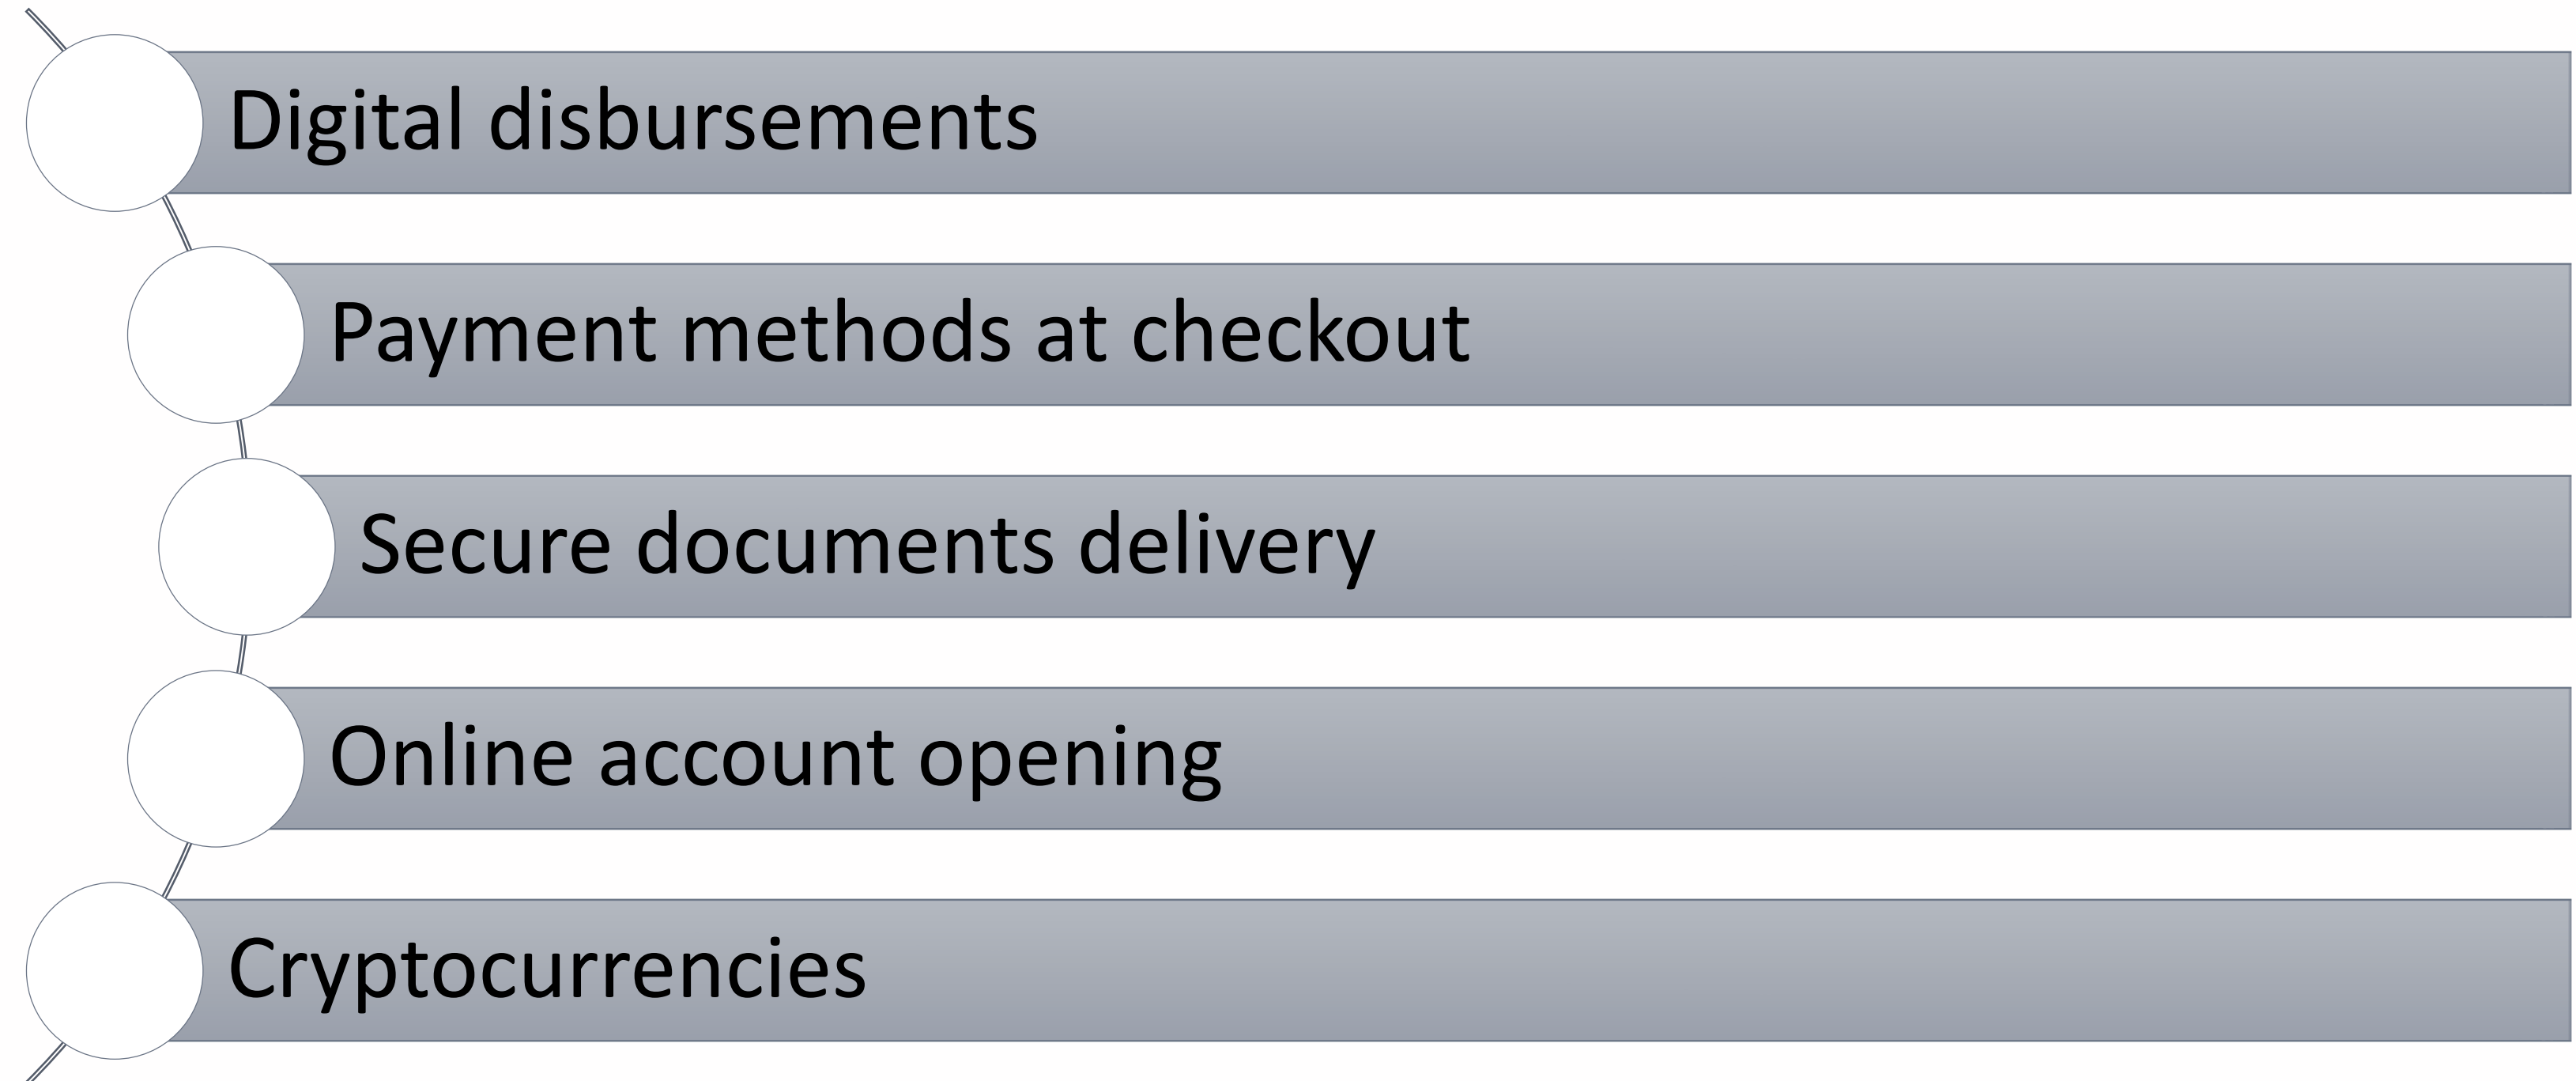 Digital disbursements
Payment methods at checkout
Secure documents delivery
Online account opening
Cryptocurrencies